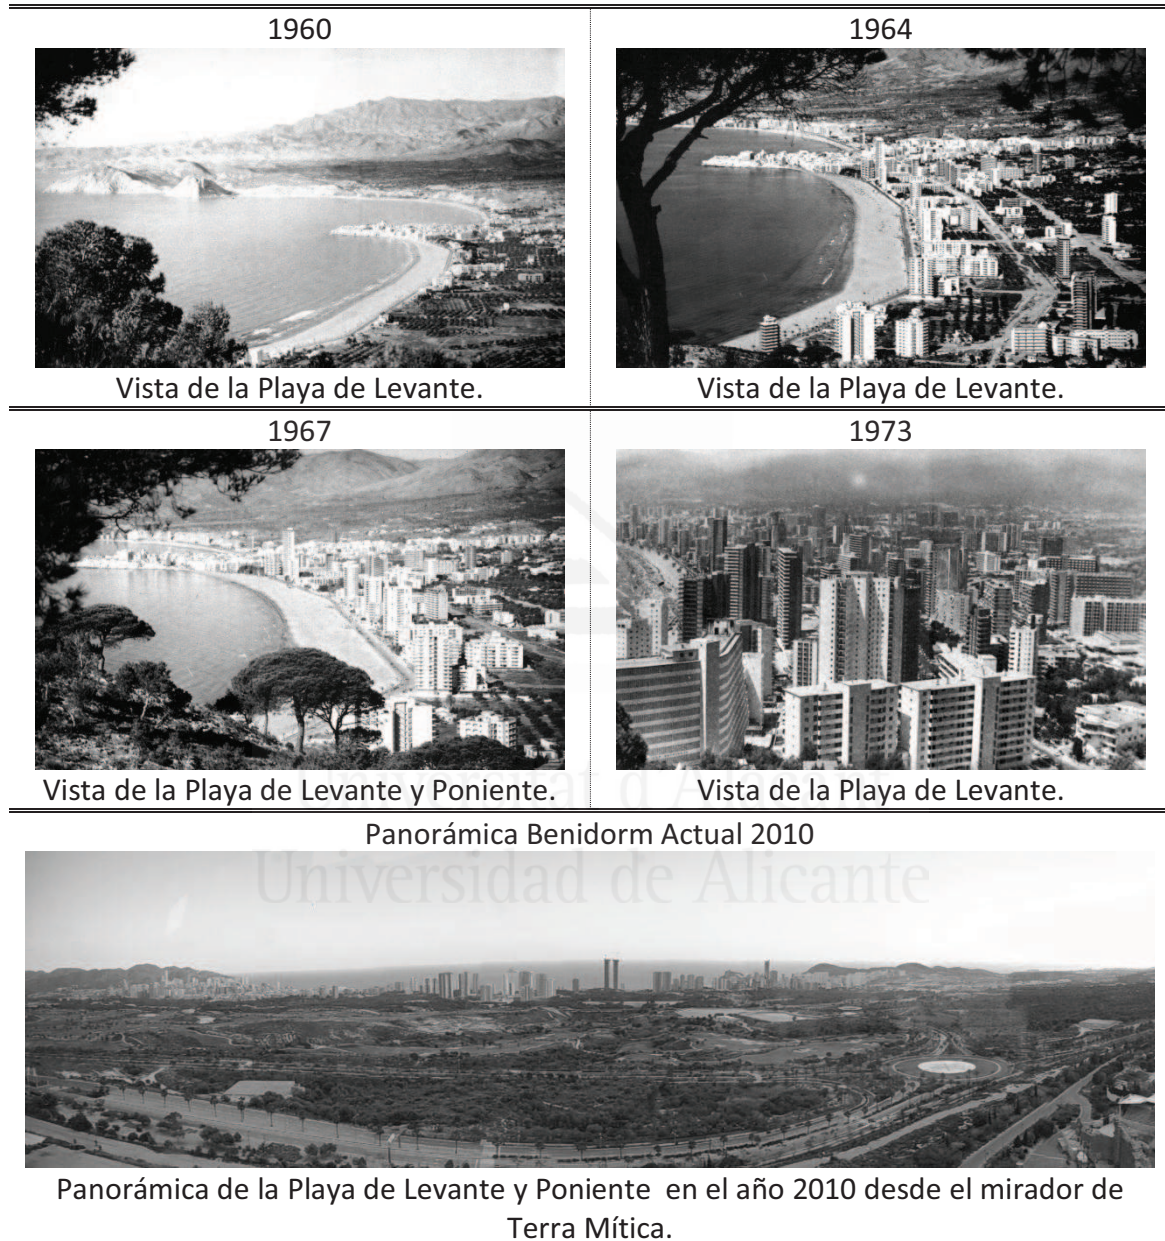 1960
1964
Vista de la Playa de Levante.
Vista de la Playa de Levante.
1967
1973
Vista de la Playa de Levante y Poniente.
Vista de la Playa de Levante.
Universitat d'Alacant
Panorámica Benidorm Actual 2010
Universidad de Alicante
Panorámica de la Playa de Levante y Poniente en el año 2010 desde el mirador de
Terra Mítica.